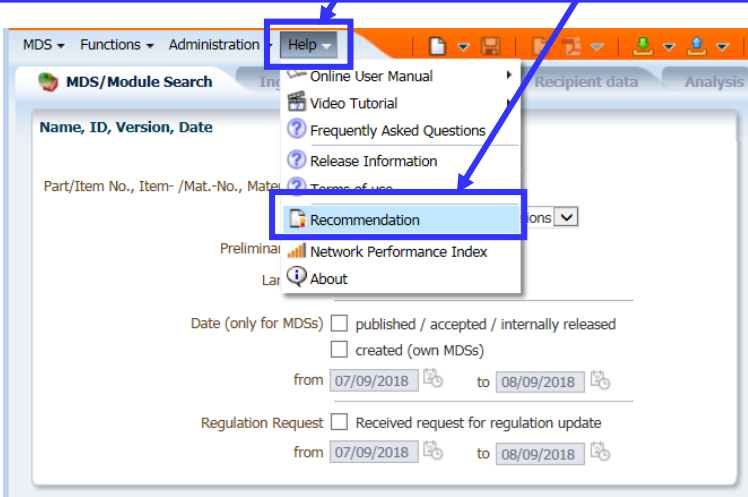 MDS Functions Administration Help
MDS/Module Search Recipient data Analysis
Online User Manual
Video Tutorial
Name, ID, Version, Date
Frequently Asked Questions
Release Information
Part/Item No., Item- /Mat.-No., Terms of use
Recommendation
Network Performance Index
About
Date (only for MDSs) published / accepted / internally released
created (own MDSs)
from 07/09/2018 to 08/09/2018
Regulation Request Received request for regulation update
from 07/09/2018 to 08/09/2018